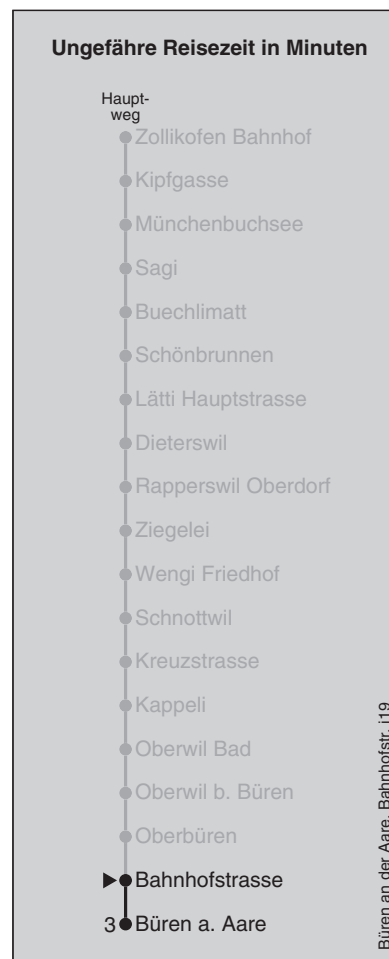 Ungefähre Reisezeit in Minuten
Haupt-
weg
Zollikofen Bahnhof
Kipfgasse
Münchenbuchsee
Sagi
Buechlimatt
Schönbrunnen
Lätti Hauptstrasse
Dieterswil
Rapperswil Oberdorf
Ziegelei
Wengi Friedhof
Schnottwil
Kreuzstrasse
Kappeli
Oberwil Bad
Oberwil b. Büren
Oberbüren
Bahnhofstrasse
3 Büren a. Aare
Büren an der Aare, Bahnhofstr. j19